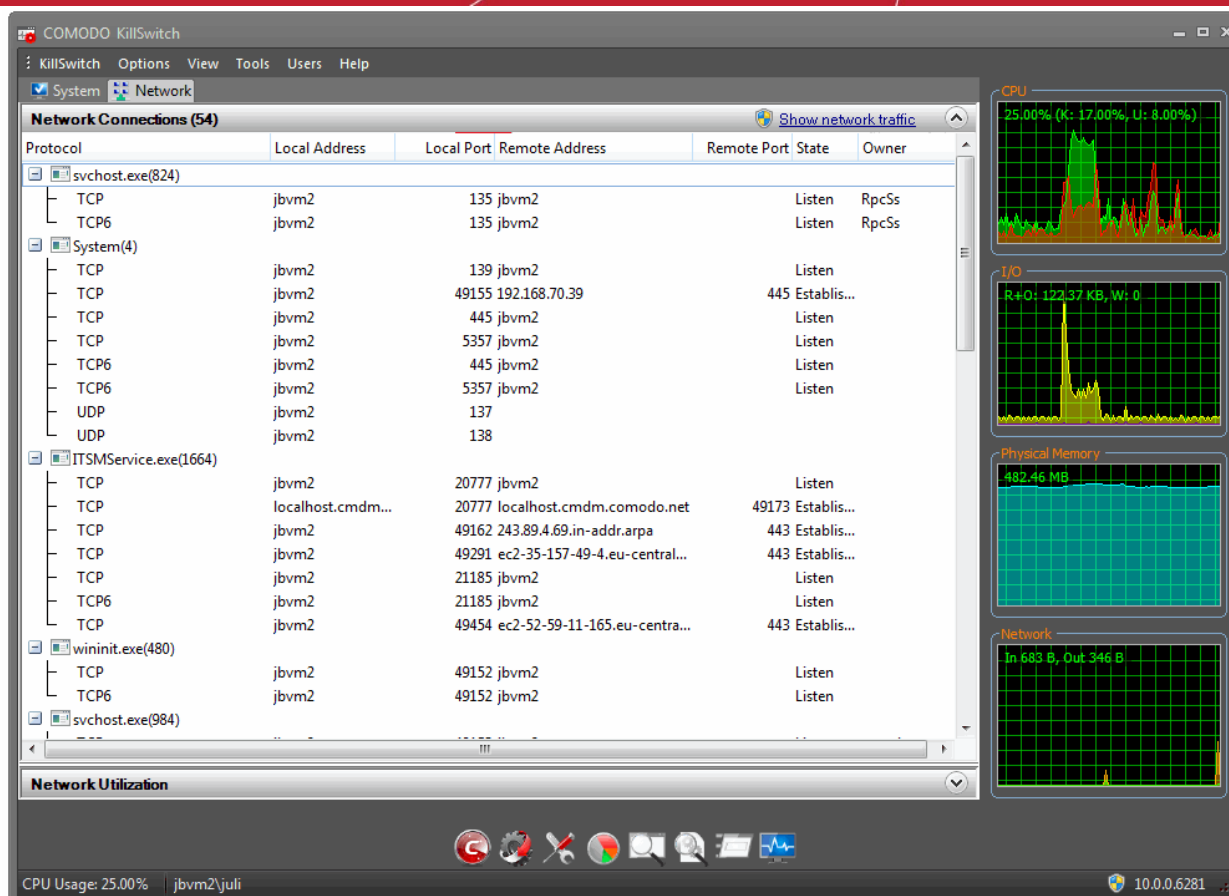 COMODO KillSwitch
KillSwitch Options View Tools Users Help
System Network
Network Connections (54) Show network traffic
Protocol Local Address Local Port Remote Address Remote Port State Owner
svchost.exe(824)
TCP jbvm2 135 jbvm2 Listen RpcSs
TCP6 jbvm2 135 jbvm2 Listen RpcSs
System(4)
TCP jbvm2 139 jbvm2 Listen
TCP jbvm2 49155 192.168.70.39 445 Establis...
TCP jbvm2 445 jbvm2 Listen
TCP jbvm2 5357 jbvm2 Listen
TCP6 jbvm2 445 jbvm2 Listen
TCP6 jbvm2 5357 jbvm2 Listen
UDP jbvm2 137
UDP jbvm2 138
ITSMService.exe(1664)
TCP jbvm2 20777 jbvm2 Listen
TCP localhost.cmdm... 20777 localhost.cmdm.comodo.net 49173 Establis...
TCP jbvm2 49162 243.89.4.69.in-addr.arpa 443 Establis...
TCP jbvm2 49291 ec2-35-157-49-4.eu-central... 443 Establis...
TCP jbvm2 21185 jbvm2 Listen
TCP6 jbvm2 21185 jbvm2 Listen
TCP jbvm2 49454 ec2-52-59-11-165.eu-centra... 443 Establis...
wininit.exe(480)
TCP jbvm2 49152 jbvm2 Listen
TCP6 jbvm2 49152 jbvm2 Listen
svchost.exe(984)
Network Utilization
CPU
25.00% (K: 17.00%, U: 8.00%)
I/O
R+O: 122.37 KB, W: 0
Physical Memory
482.46 MB
Network
In 683 B, Out 346 B
CPU Usage: 25.00% jbvm2\juli 10.0.0.6281